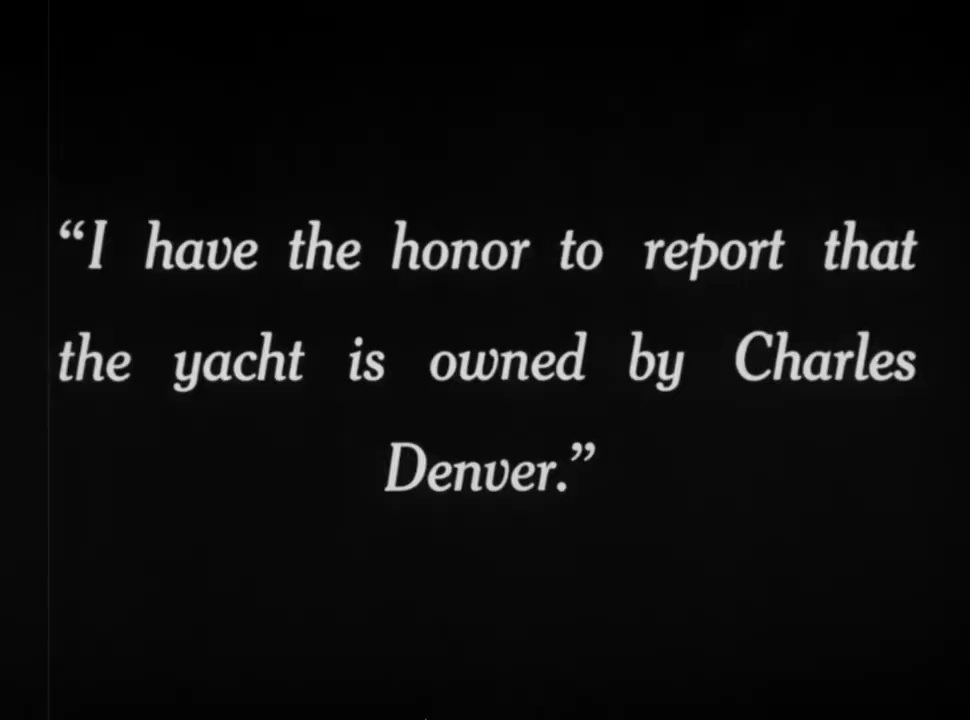 “I have the honor to report that
the yacht is owned by Charles
Denver.”